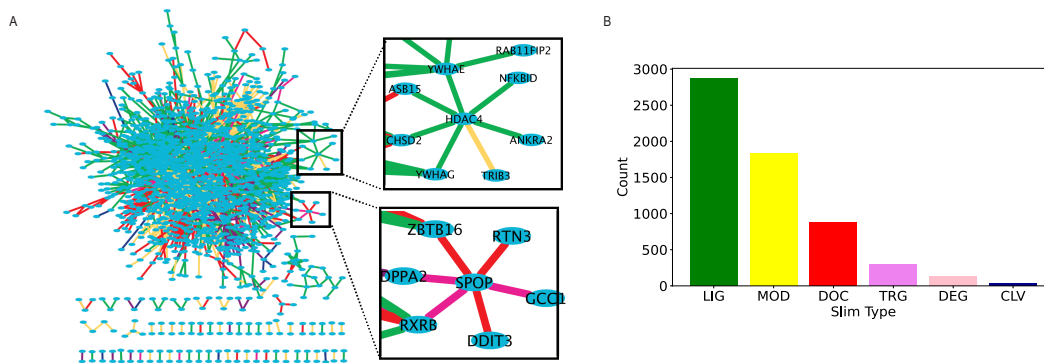 A
B
RAB11FIP2
YWHAE
NFKBID
ASB15
HDAC4
CHSD2
ANKRA2
YWHAG
TRIB3
ZBTB16
RTN3
DPPA2
SPOP
GCC1
RXRB
DDIT3
3000
2500
2000
1500
1000
500
0
Count
LIG MOD DOC TRG DEG CLV
Slim Type